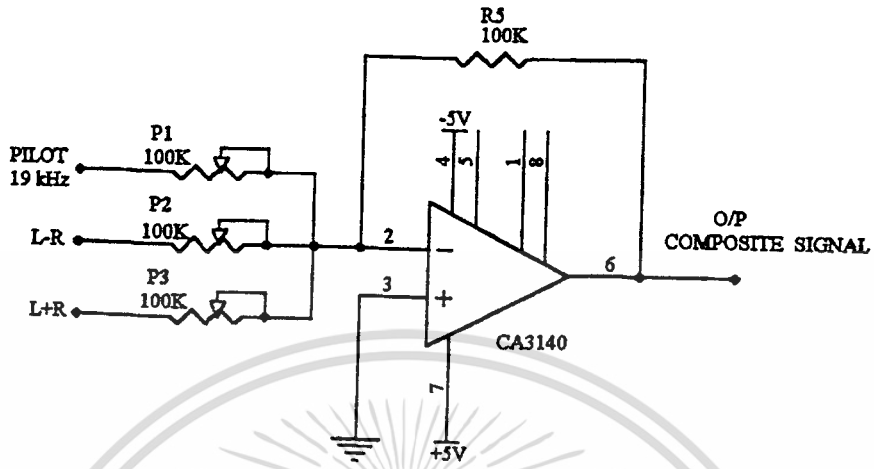 R5
100K
-5V
4
5
1
8
PILOT
19 kHz
P1
100K
P2
100K
L-R
P3
100K
L+R
2
-
3
+
6
O/P
COMPOSITE SIGNAL
CA3140
7
+5V